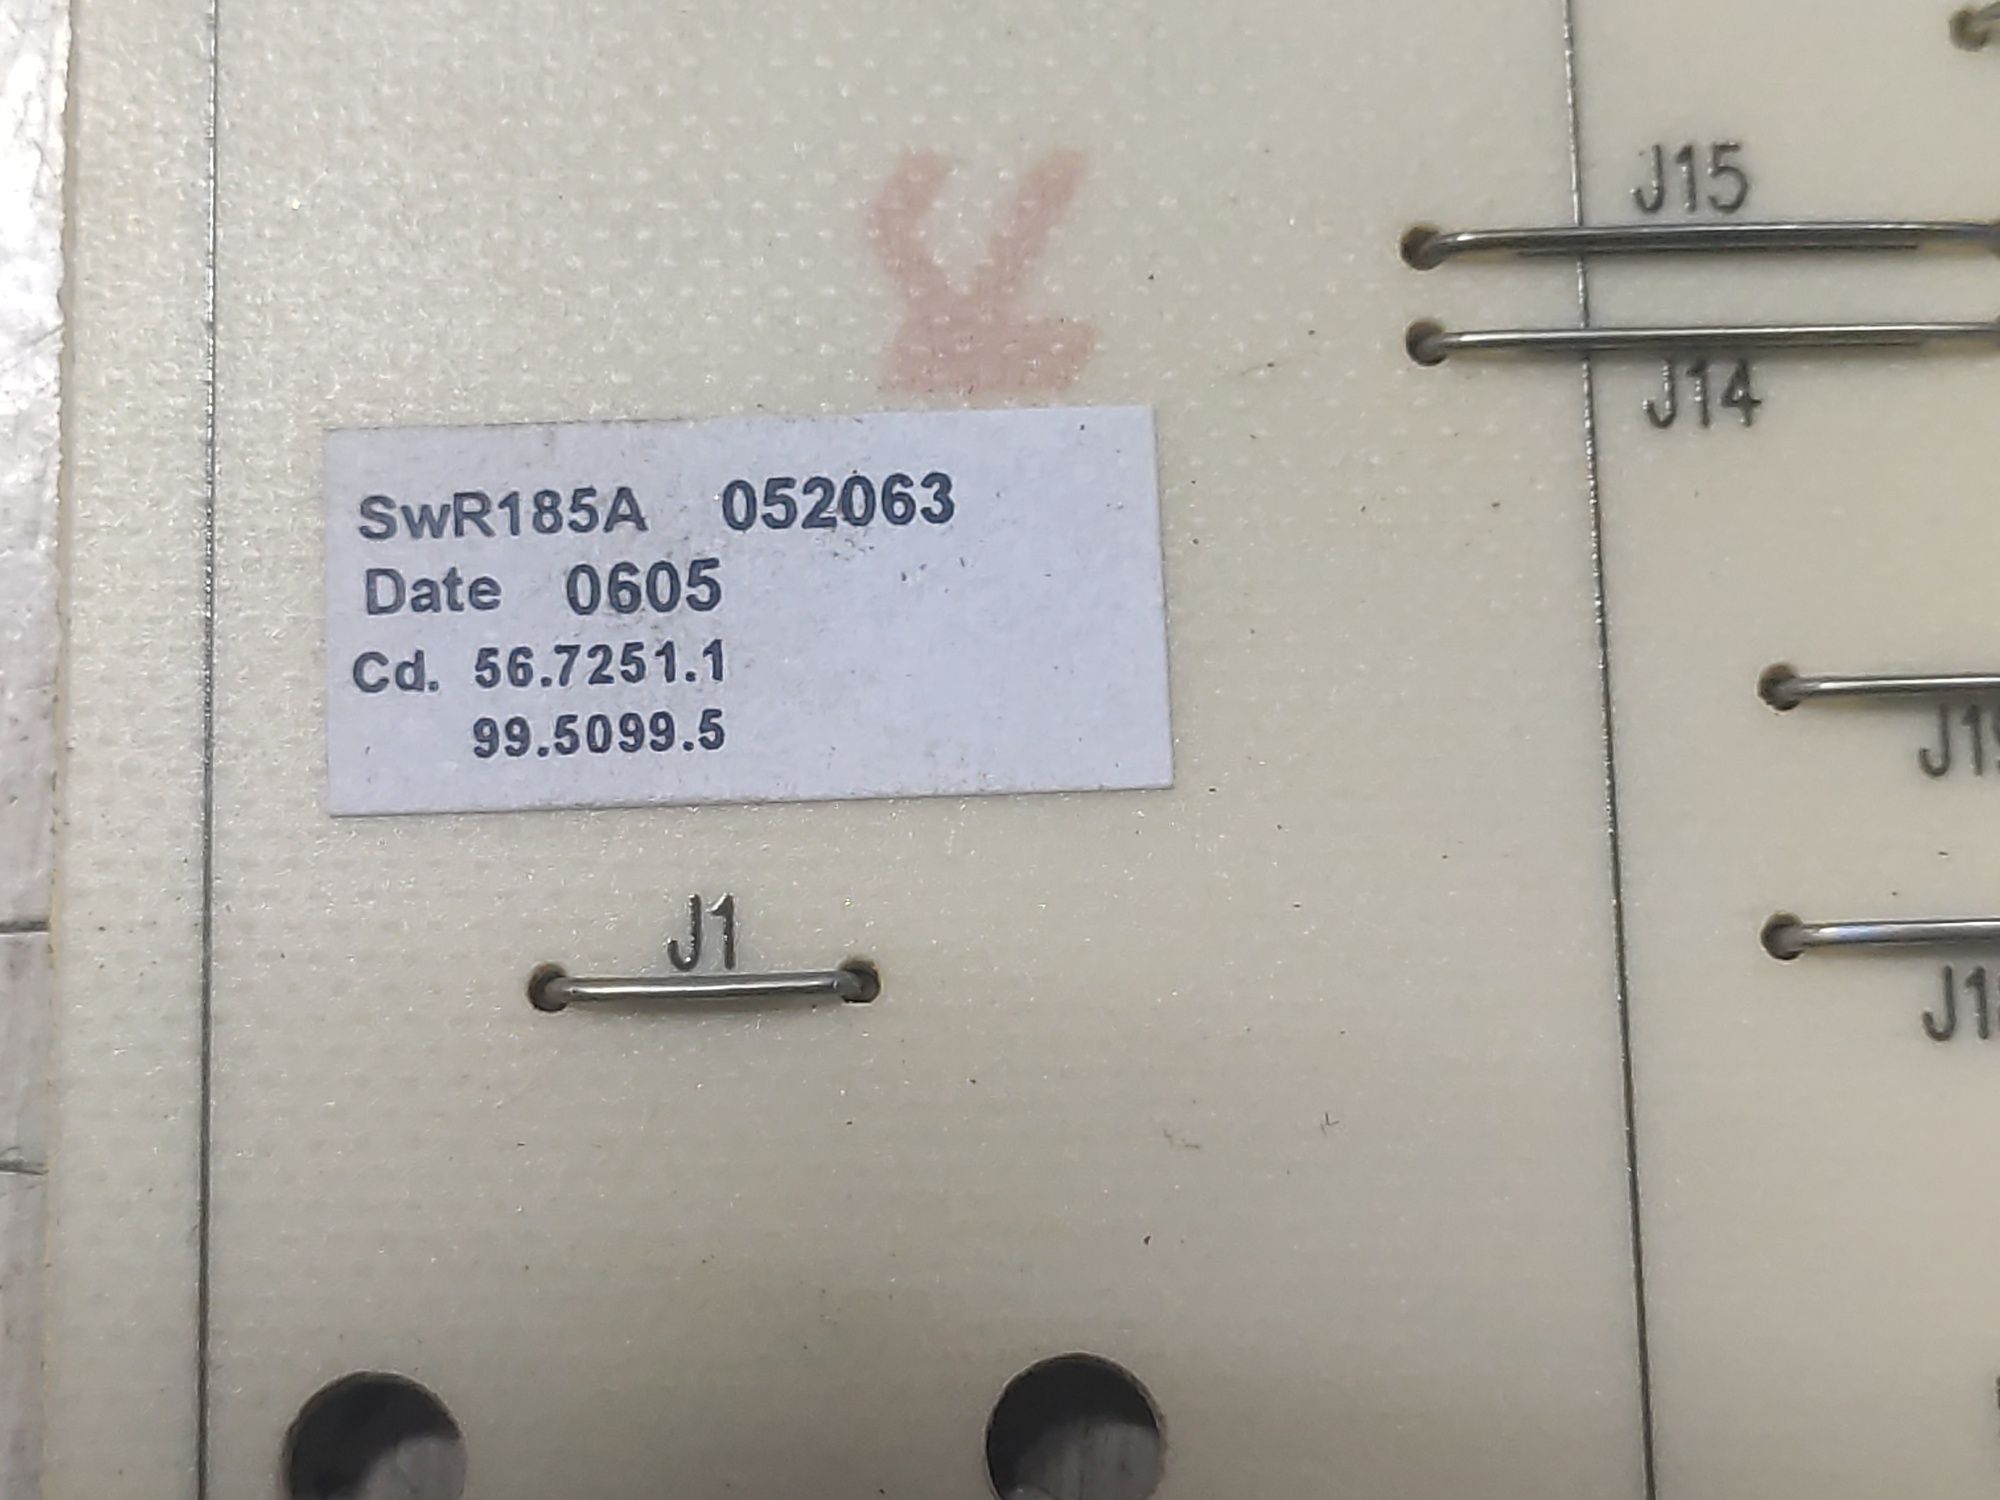 J15
J14
SwR185A 052063
Date 0605
Cd. 56.7251.1
99.5099.5
J1